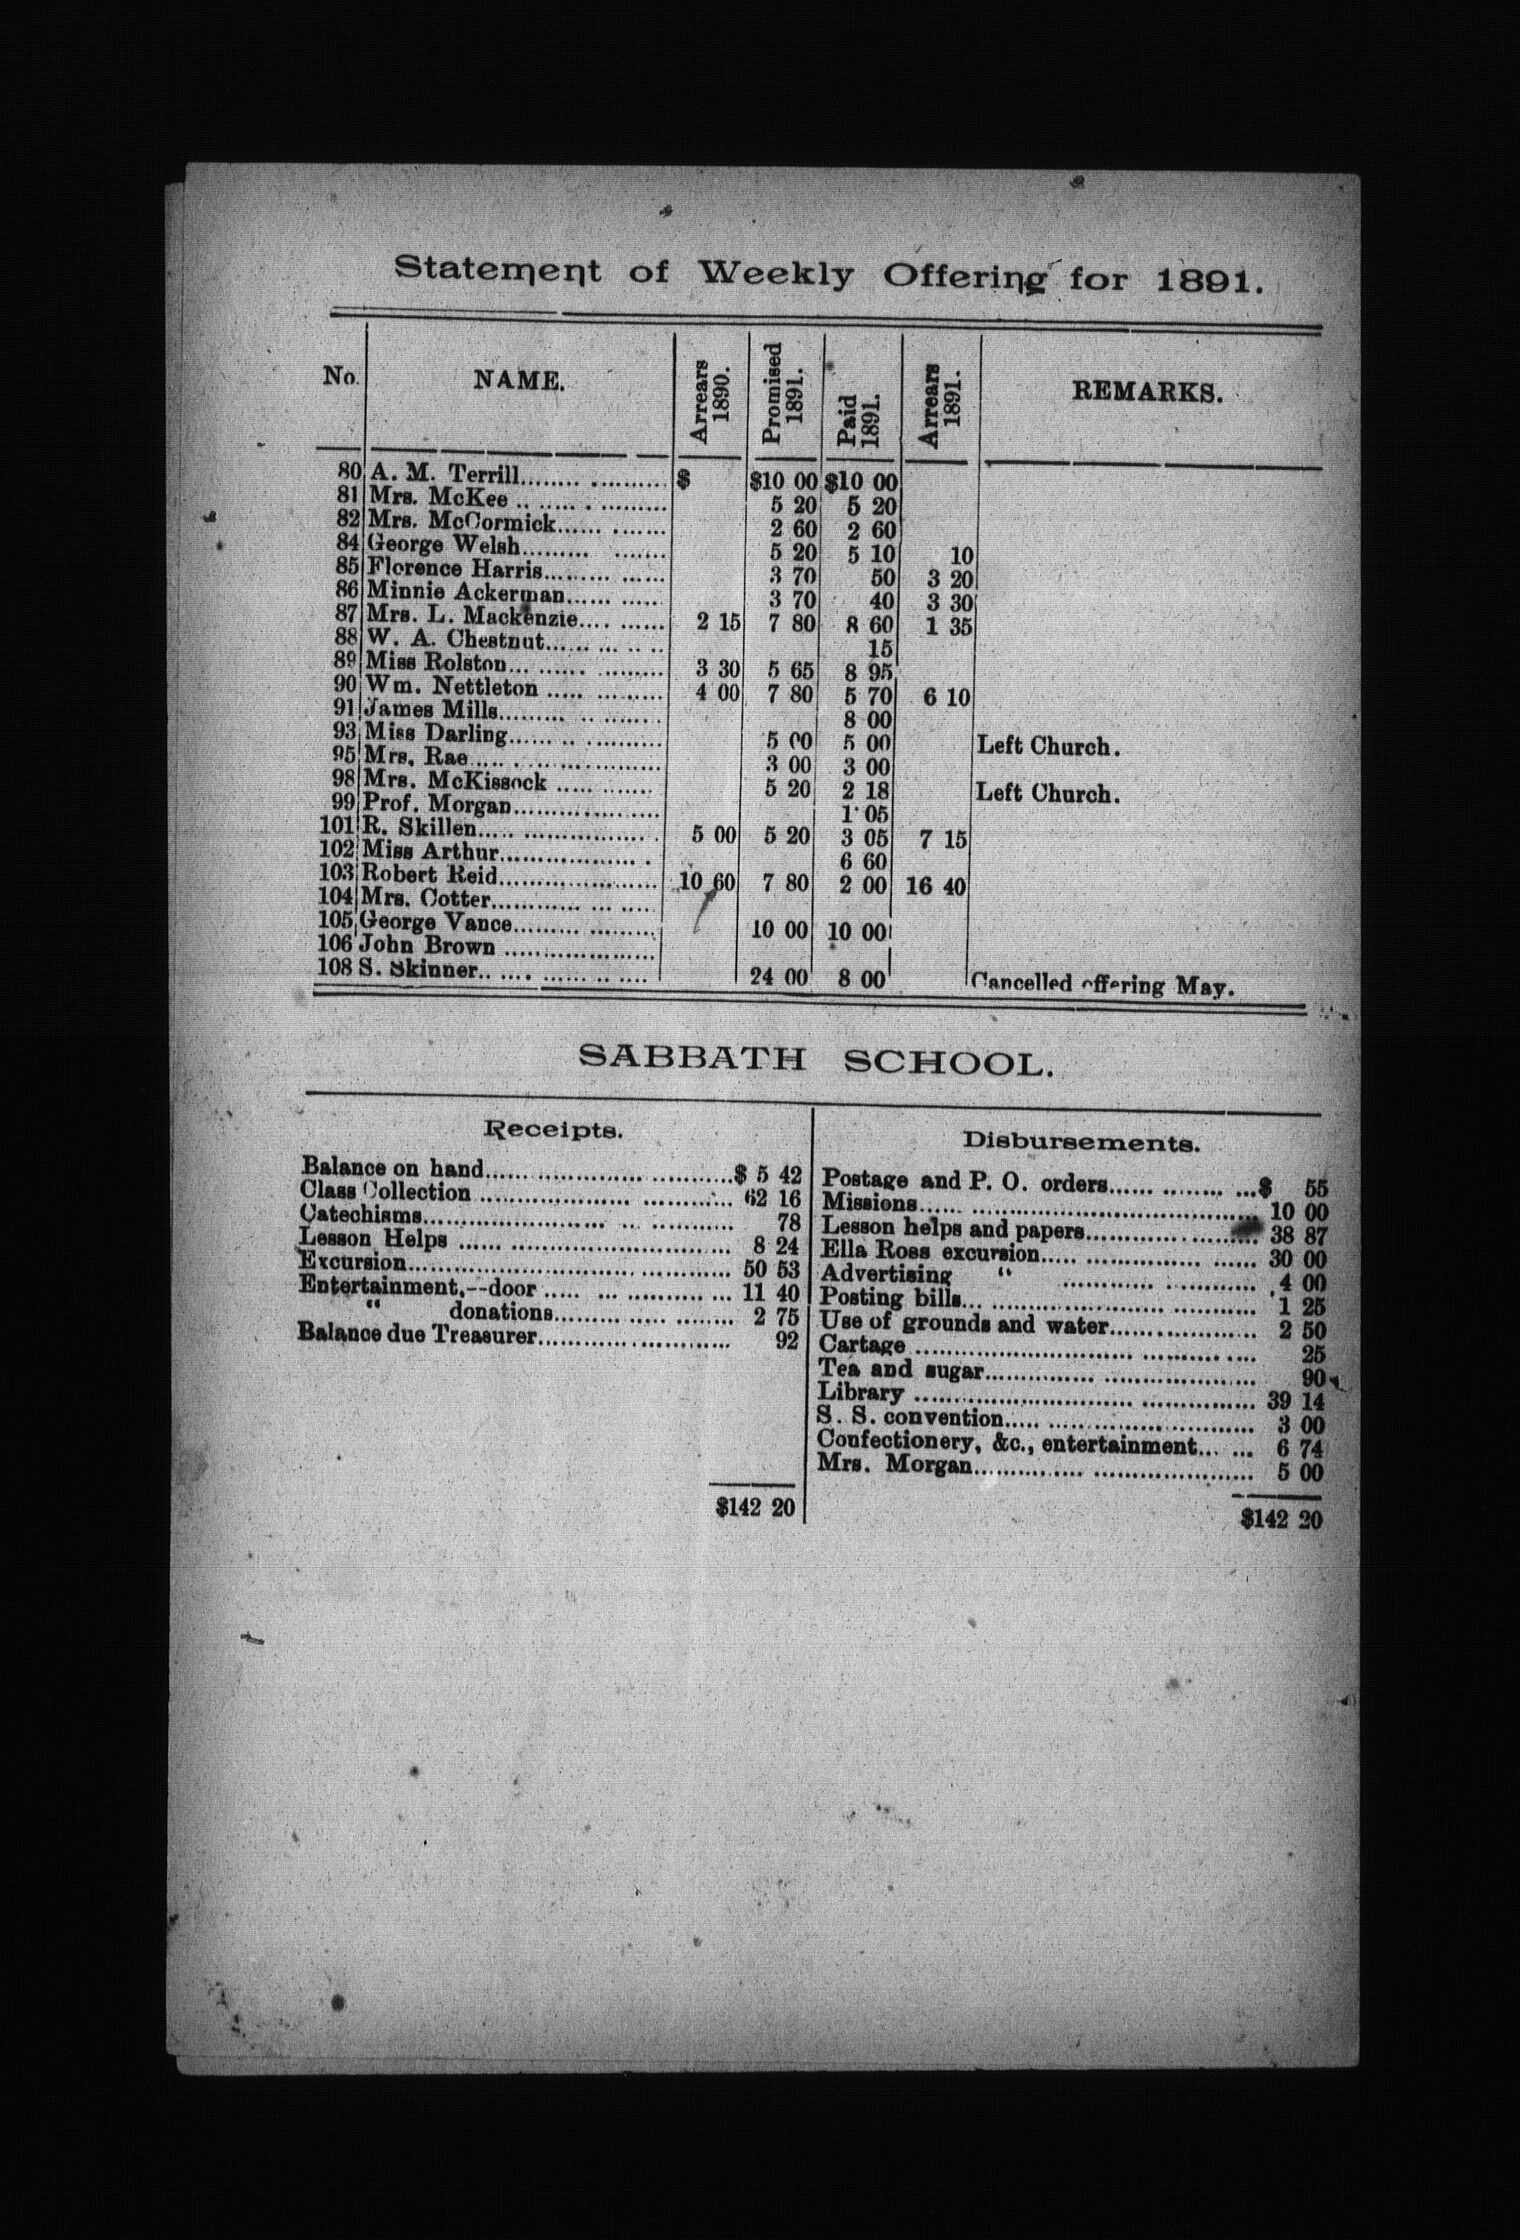 Statement of Weekly Offering for 1891.
No. NAME. Arrears 1890. Promised 1891. Paid 1891. Arrears 1891. REMARKS.
80 A. M. Terrill $ $10 00 $10 00
81 Mrs. McKee 5 20 5 20
82 Mrs. McCormick 2 60 2 60
84 George Welsh 5 20 5 10 10
85 Florence Harris 3 70 50 3 20
86 Minnie Ackerman 3 70 40 3 30
87 Mrs. L. Mackenzie 2 15 7 80 8 60 1 35
88 W. A. Chestnut 15
89 Miss Rolston 3 30 5 65 8 95
90 Wm. Nettleton 4 00 7 80 5 70 6 10
91 James Mills 8 00
93 Miss Darling 5 00 5 00 Left Church.
95 Mrs. Rae 3 00 3 00
98 Mrs. McKissock 5 20 2 18 Left Church.
99 Prof. Morgan 1 05
101 R. Skillen 5 00 5 20 3 05 7 15
102 Miss Arthur 6 60
103 Robert Reid 10 60 7 80 2 00 16 40
104 Mrs. Cotter
105 George Vance 10 00 10 00
106 John Brown
108 S. Skinner 24 00 8 00 Cancelled offering May.
SABBATH SCHOOL.
Receipts.
Balance on hand $ 5 42
Class Collection 62 16
Catechisms 78
Lesson Helps 8 24
Excursion 50 53
Entertainment,--door 11 40
" donations 2 75
Balance due Treasurer 92
$142 20
Disbursements.
Postage and P. O. orders $ 55
Missions 10 00
Lesson helps and papers 38 87
Ella Ross excursion 30 00
Advertising " 4 00
Posting bills 1 25
Use of grounds and water 2 50
Cartage 25
Tea and sugar 90
Library 39 14
S. S. convention 3 00
Confectionery, &c., entertainment 6 74
Mrs. Morgan 5 00
$142 20